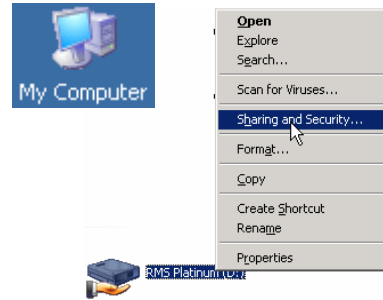 My Computer
Open
Explore
Search...
Scan for Viruses...
Sharing and Security...
Format...
Copy
Create Shortcut
Rename
Properties
RMS Platinum (D:)